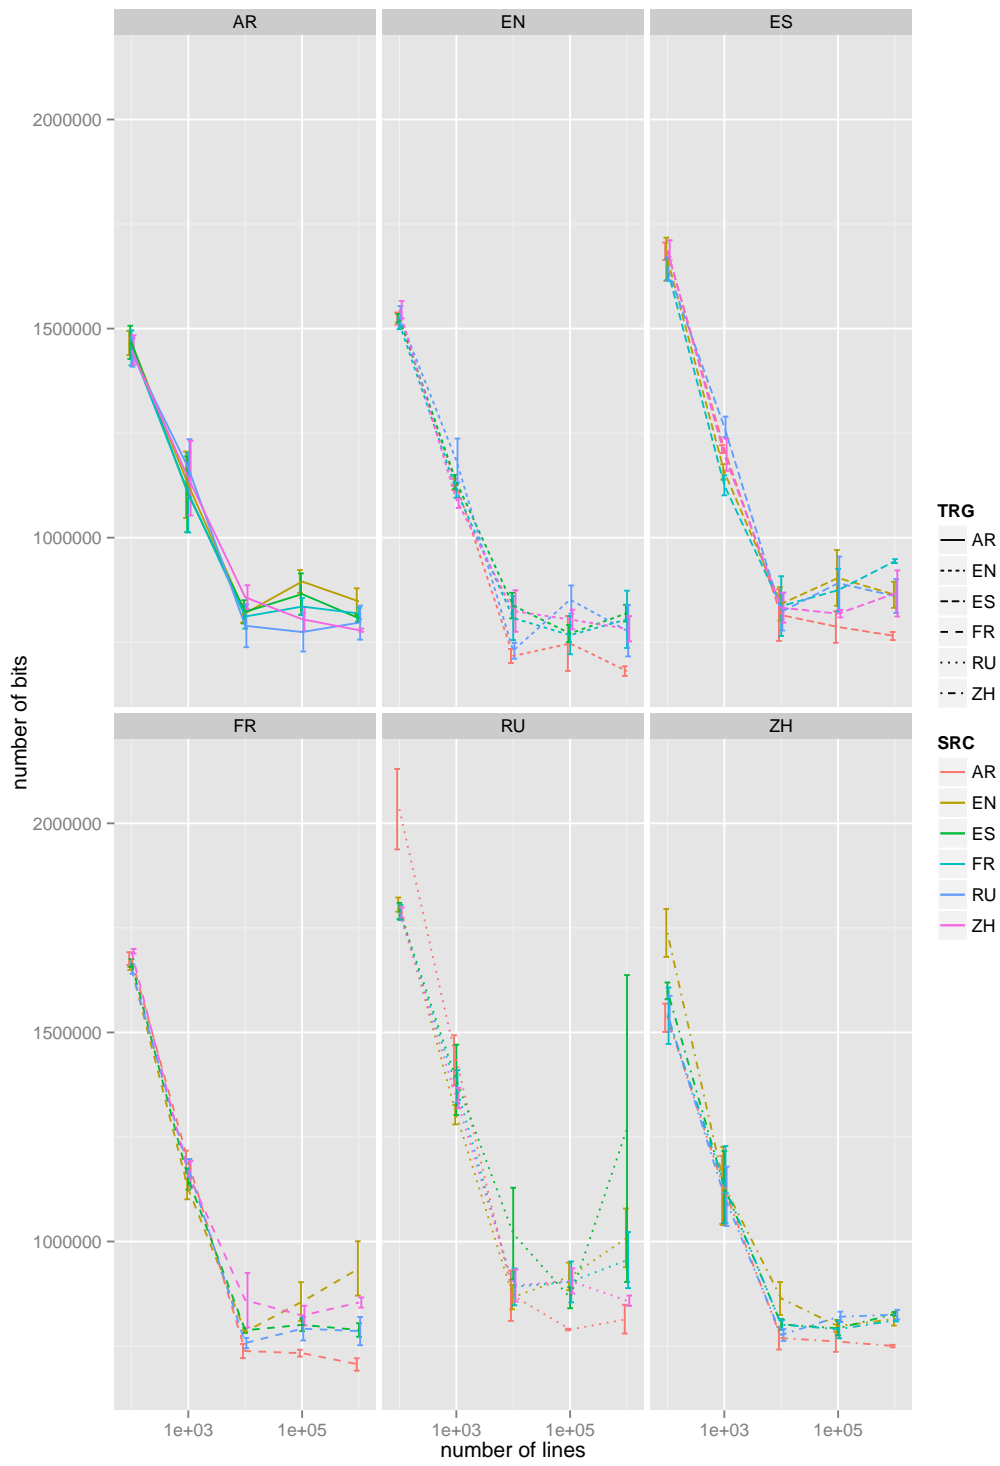 AR
EN
ES
2000000
1500000
1000000
number of bits
FR
RU
ZH
2000000
1500000
1000000
1e+03
1e+05
1e+03
1e+05
1e+03
1e+05
number of lines
TRG
AR
EN
ES
FR
RU
ZH
SRC
AR
EN
ES
FR
RU
ZH